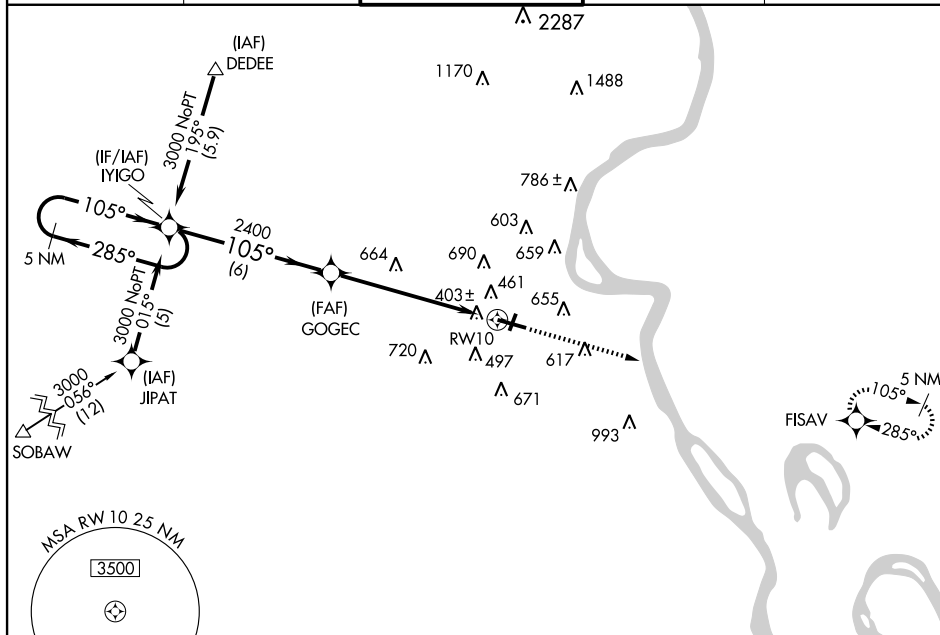 2287
(IAF)
DEDEE
1170
1488
3000 NoPT
195°
(5.9)
(IF/IAF)
IYIGO
786 ±
105°
603
2400
105°
(6)
659
285°
5 NM
664
690
461
3000 NoPT
015°
(5)
(FAF)
GOGEC
403±
655
RW10
720
497
617
(IAF)
JIPAT
3000
056°
(12)
671
5 NM
105°
FISAV
285°
993
SOBAW
MSA RW 10 25 NM
3500